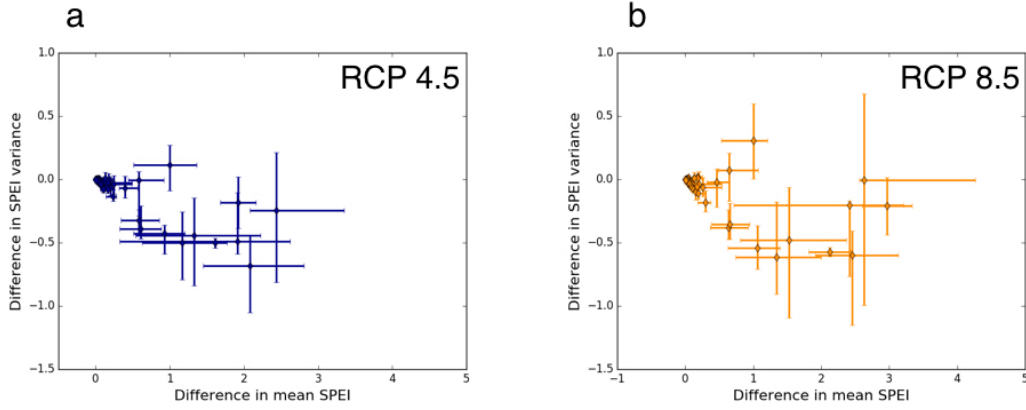 a
RCP 4.5
1.0
0.5
0.0
−0.5
−1.0
−1.5
0 1 2 3 4 5
Difference in mean SPEI
Difference in SPEI variance
b
RCP 8.5
1.0
0.5
0.0
−0.5
−1.0
−1.5
−1 0 1 2 3 4 5
Difference in mean SPEI
Difference in SPEI variance